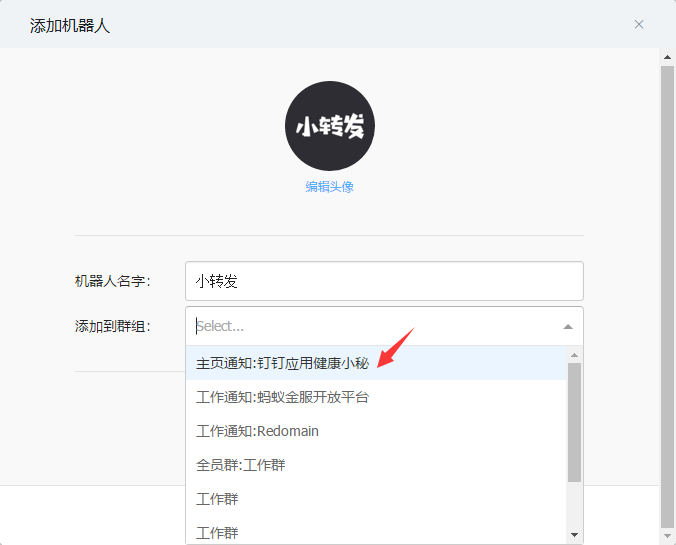 添加机器人
小转发
编辑头像
机器人名字：
小转发
添加到群组：
Select...
主页通知:钉钉应用健康小秘
工作通知:蚂蚁金服开放平台
工作通知:Redomain
全员群:工作群
工作群
工作群